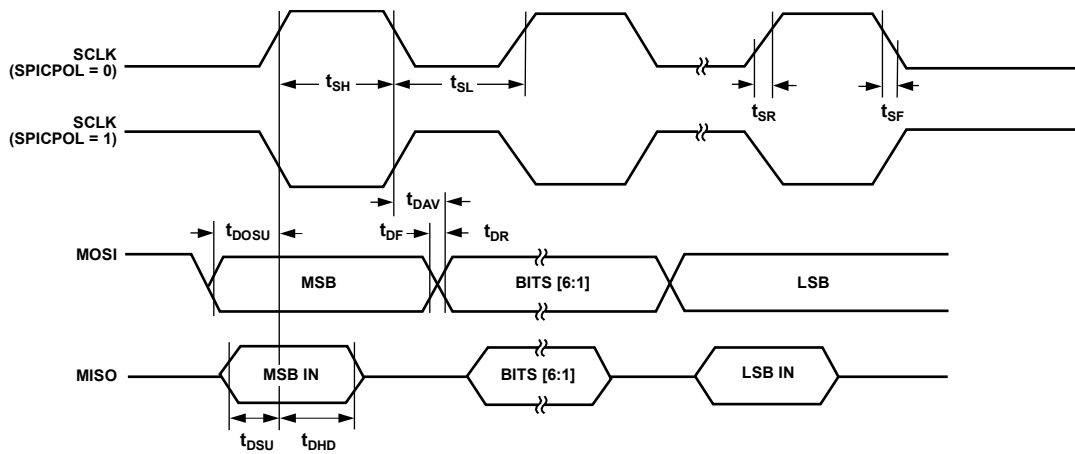 SCLK
(SPICPOL = 0)
tSH
tSL
tSR
tSF
SCLK
(SPICPOL = 1)
tDAV
tDOSU
tDF
tDR
MOSI
MSB
BITS [6:1]
LSB
MISO
MSB IN
BITS [6:1]
LSB IN
tDSU
tDHD